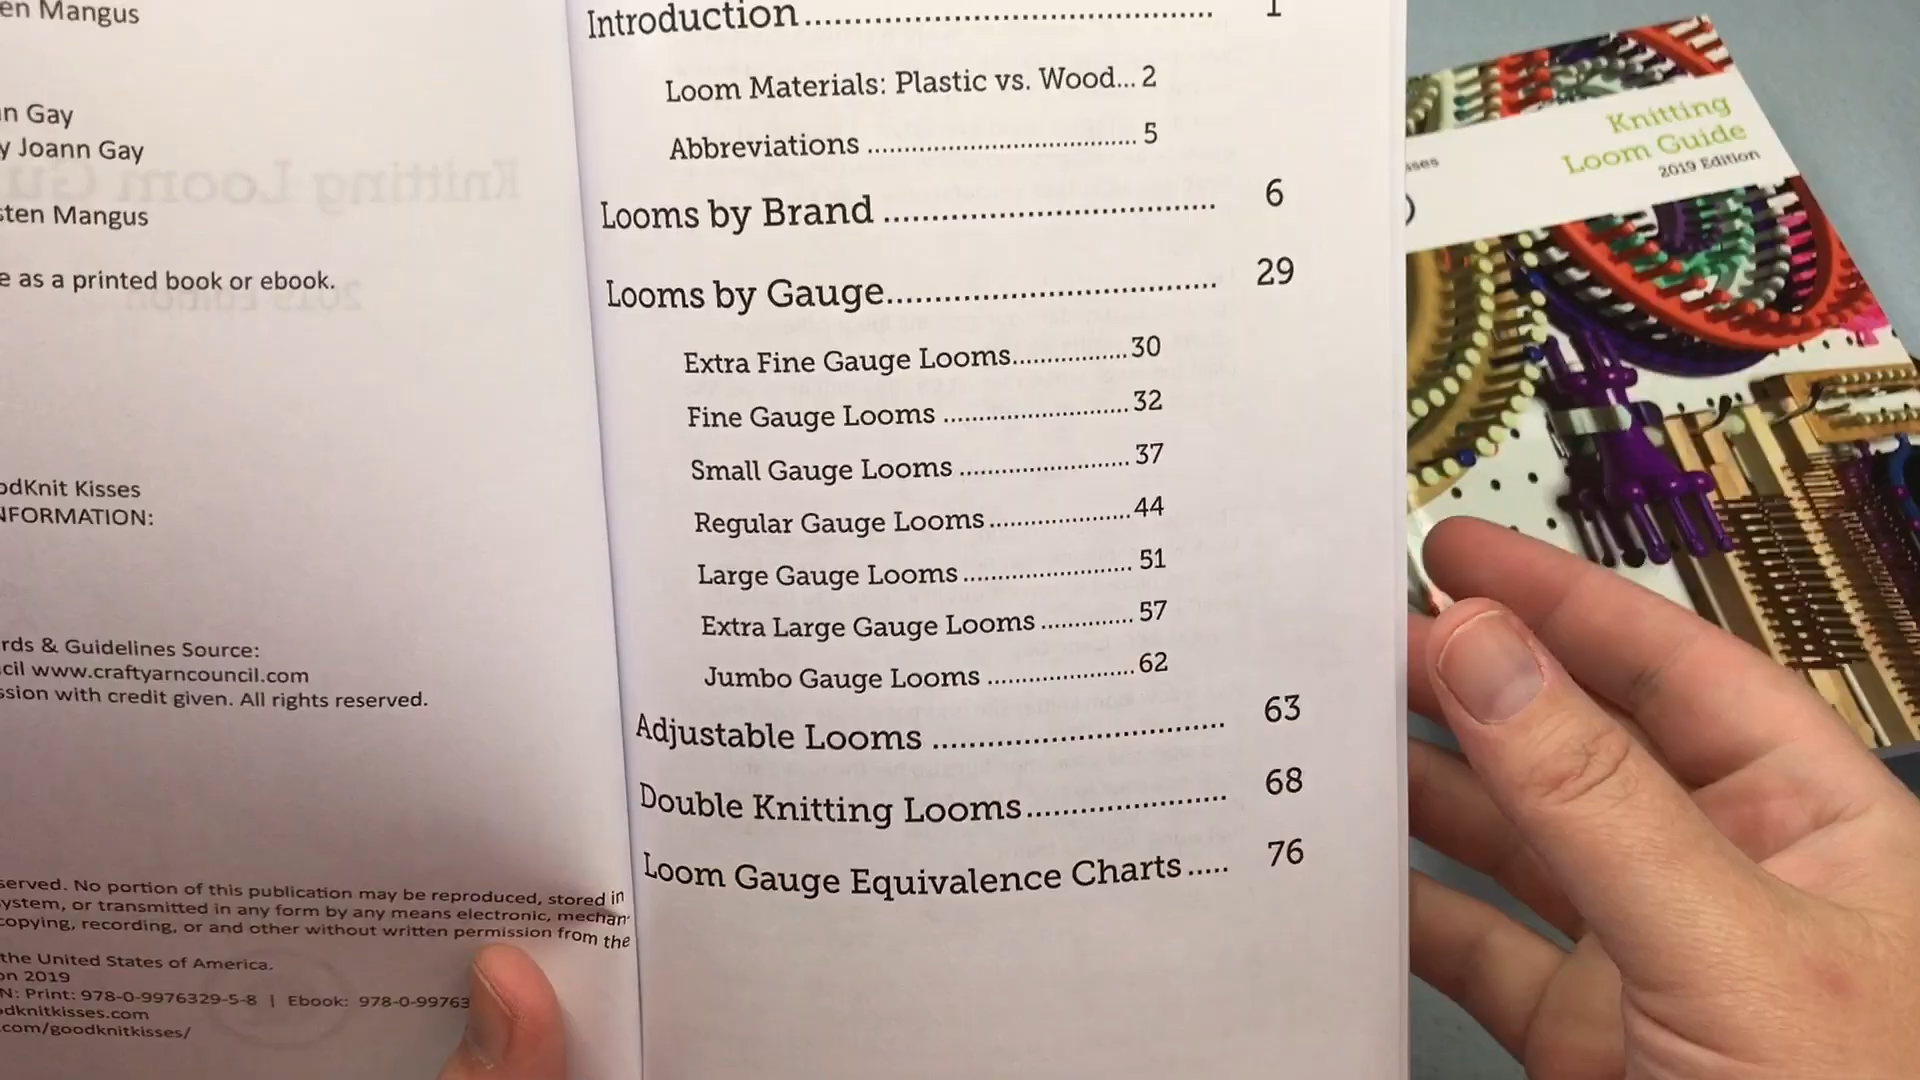 en Mangus
n Gay
y Joann Gay
sten Mangus
e as a printed book or ebook.
odKnit Kisses
NFORMATION:
rds & Guidelines Source:
cil www.craftyarncouncil.com
ssion with credit given. All rights reserved.
served. No portion of this publication may be reproduced, stored in
ystem, or transmitted in any form by any means electronic, mechan
copying, recording, or and other without written permission from the
the United States of America.
on 2019
N: Print: 978-0-9976329-5-8 | Ebook: 978-0-99763
odknitkisses.com
.com/goodknitkisses/
Introduction.......................................... 1
Loom Materials: Plastic vs. Wood... 2
Abbreviations .................................. 5
Looms by Brand ................................... 6
Looms by Gauge................................... 29
Extra Fine Gauge Looms................30
Fine Gauge Looms ..........................32
Small Gauge Looms ........................37
Regular Gauge Looms.....................44
Large Gauge Looms........................ 51
Extra Large Gauge Looms .............57
Jumbo Gauge Looms .....................62
Adjustable Looms .............................. 63
Double Knitting Looms..................... 68
Loom Gauge Equivalence Charts..... 76
Knitting
Loom Guide
2019 Edition
sses
Knitting Loom Gu
2019 Edition